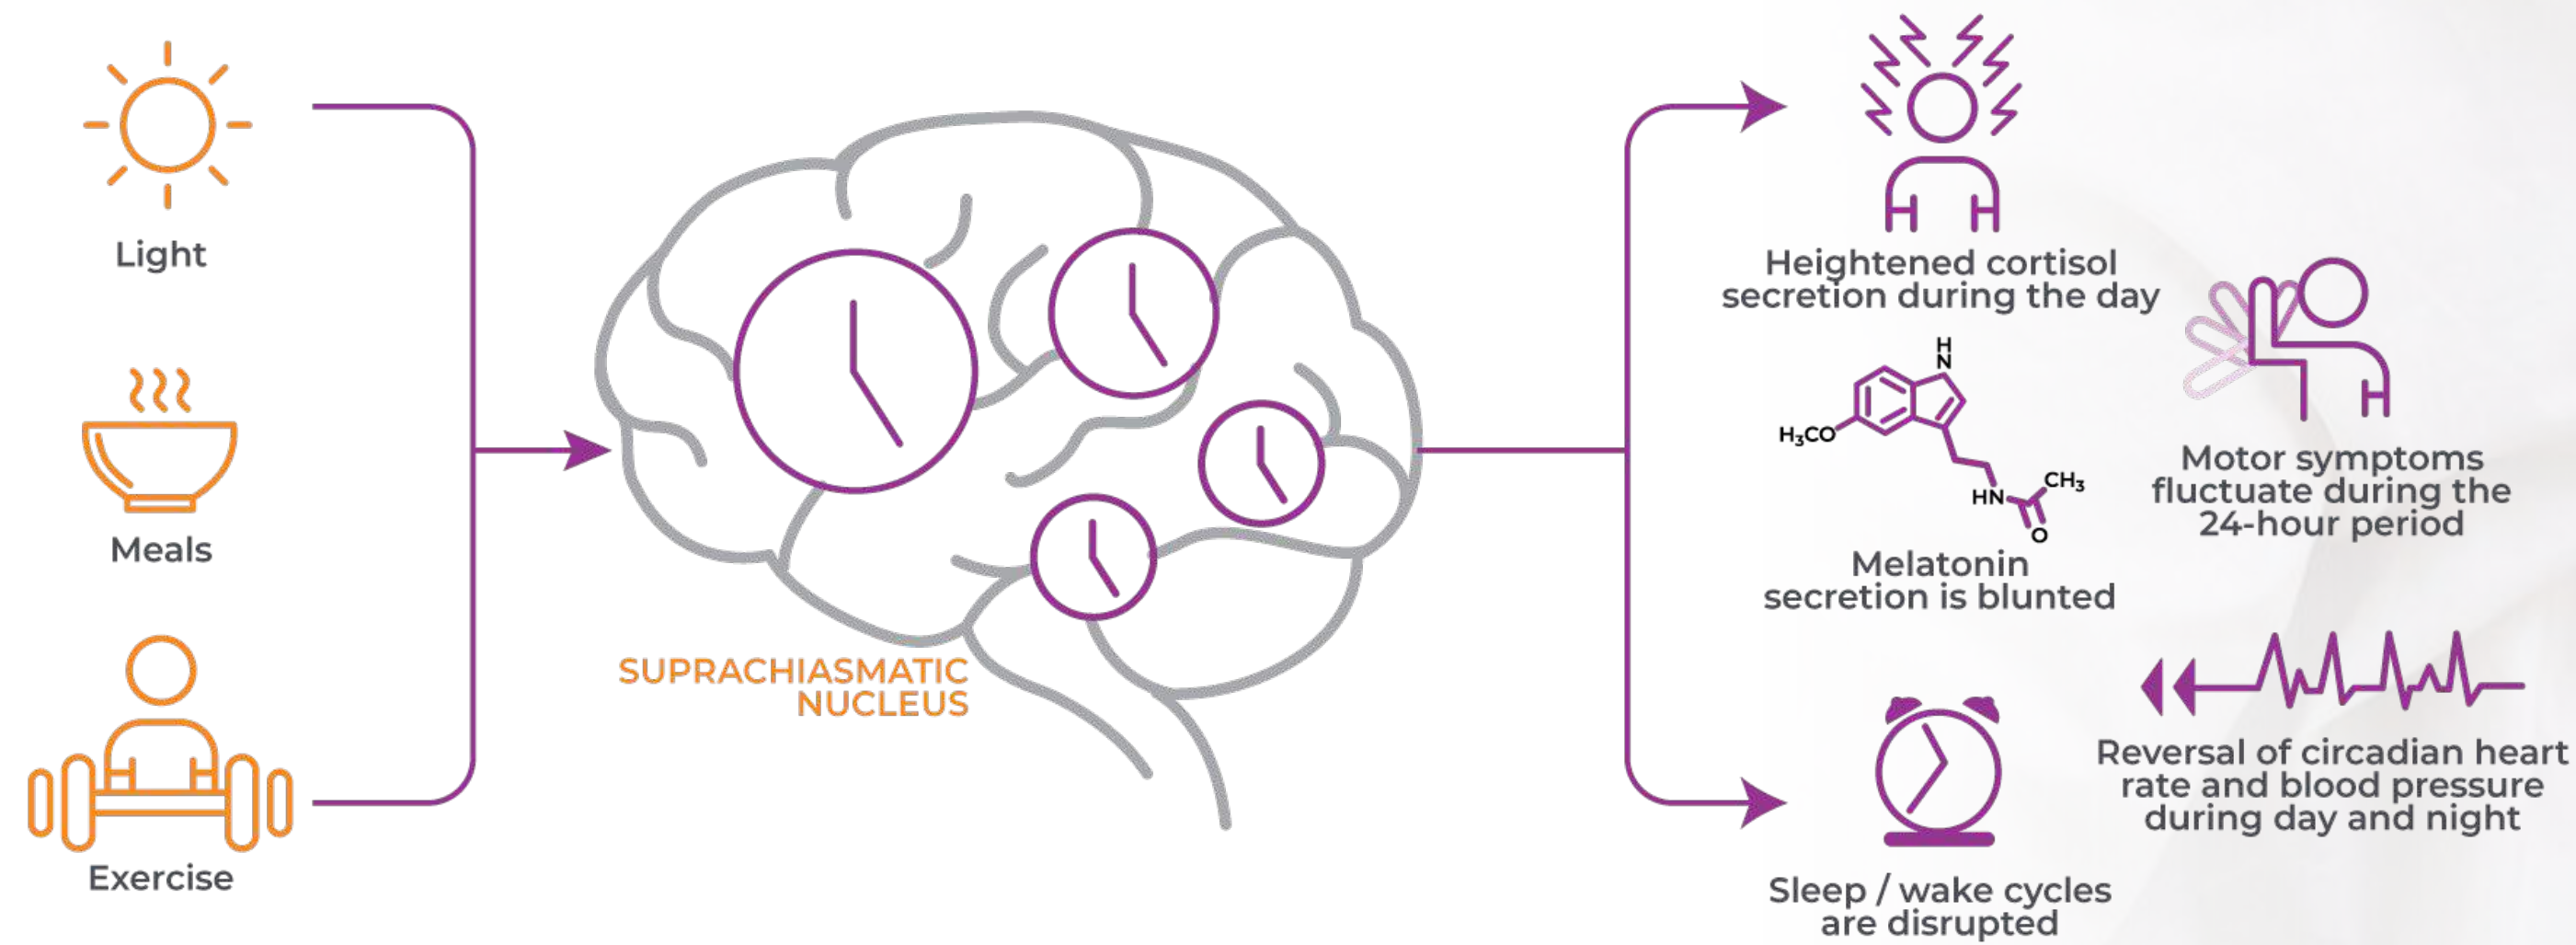 Light
Meals
Exercise
SUPRACHIASMATIC
NUCLEUS
Heightened cortisol
secretion during the day
H
N
H₃CO
HN
CH₃
O
Melatonin
secretion is blunted
Motor symptoms
fluctuate during the
24-hour period
Reversal of circadian heart
rate and blood pressure
during day and night
Sleep / wake cycles
are disrupted